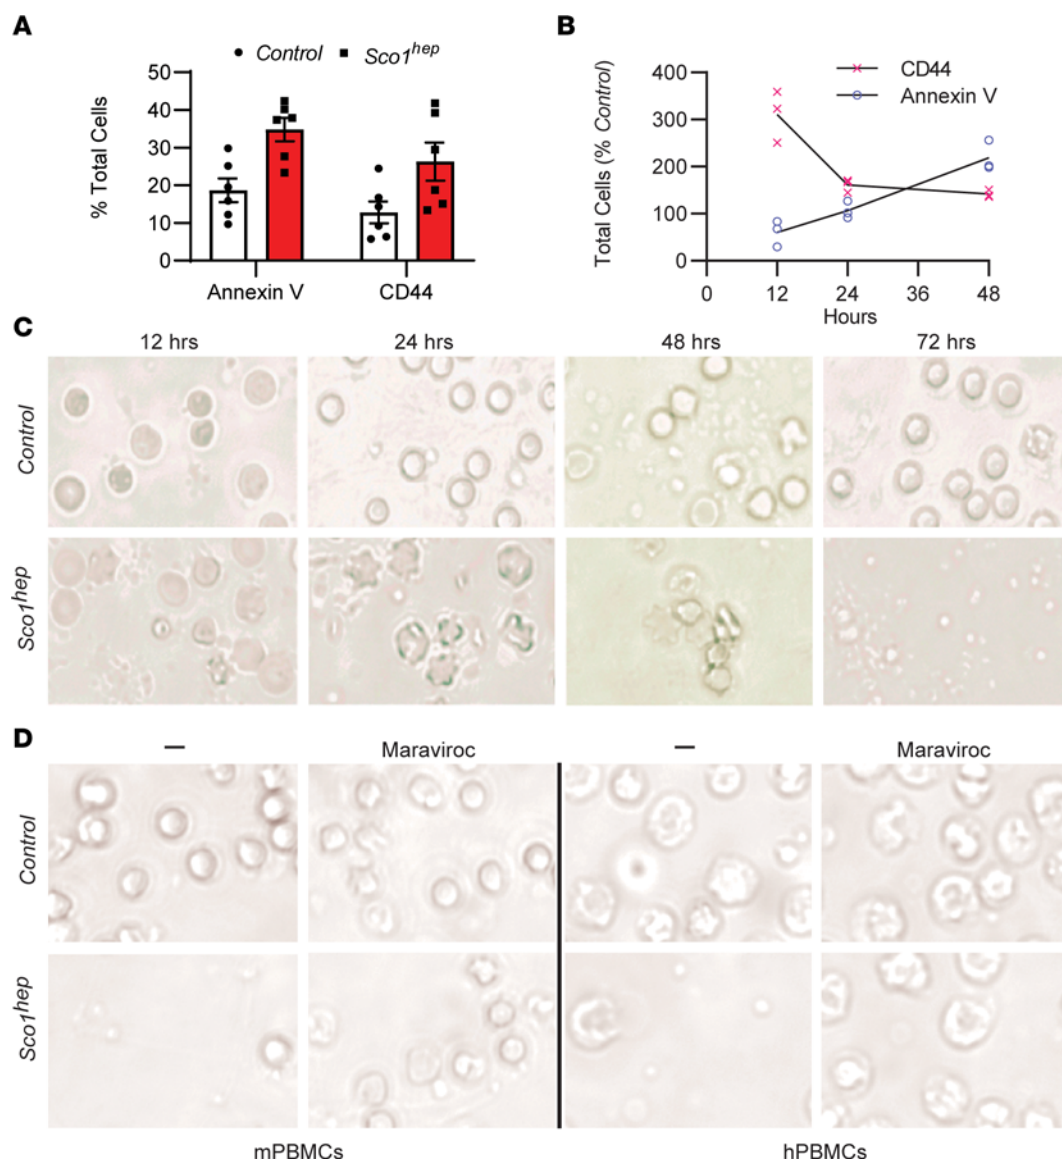 A
● Control ■ Sco1hep
% Total Cells
50
40
30
20
10
0
Annexin V CD44
B
CD44
Annexin V
Total Cells (% Control)
400
300
200
100
0
0 12 24 36 48
Hours
C
12 hrs 24 hrs 48 hrs 72 hrs
Control
Sco1hep
D
— Maraviroc — Maraviroc
Control
Sco1hep
mPBMCs hPBMCs